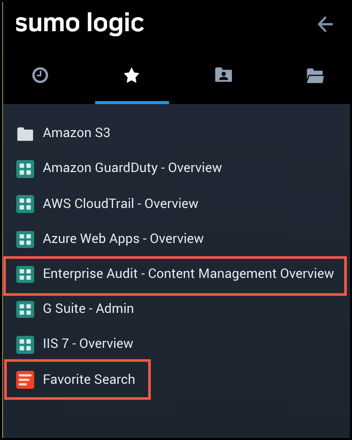 sumo logic
Amazon S3
Amazon GuardDuty - Overview
AWS CloudTrail - Overview
Azure Web Apps - Overview
Enterprise Audit - Content Management Overview
G Suite - Admin
IIS 7 - Overview
Favorite Search